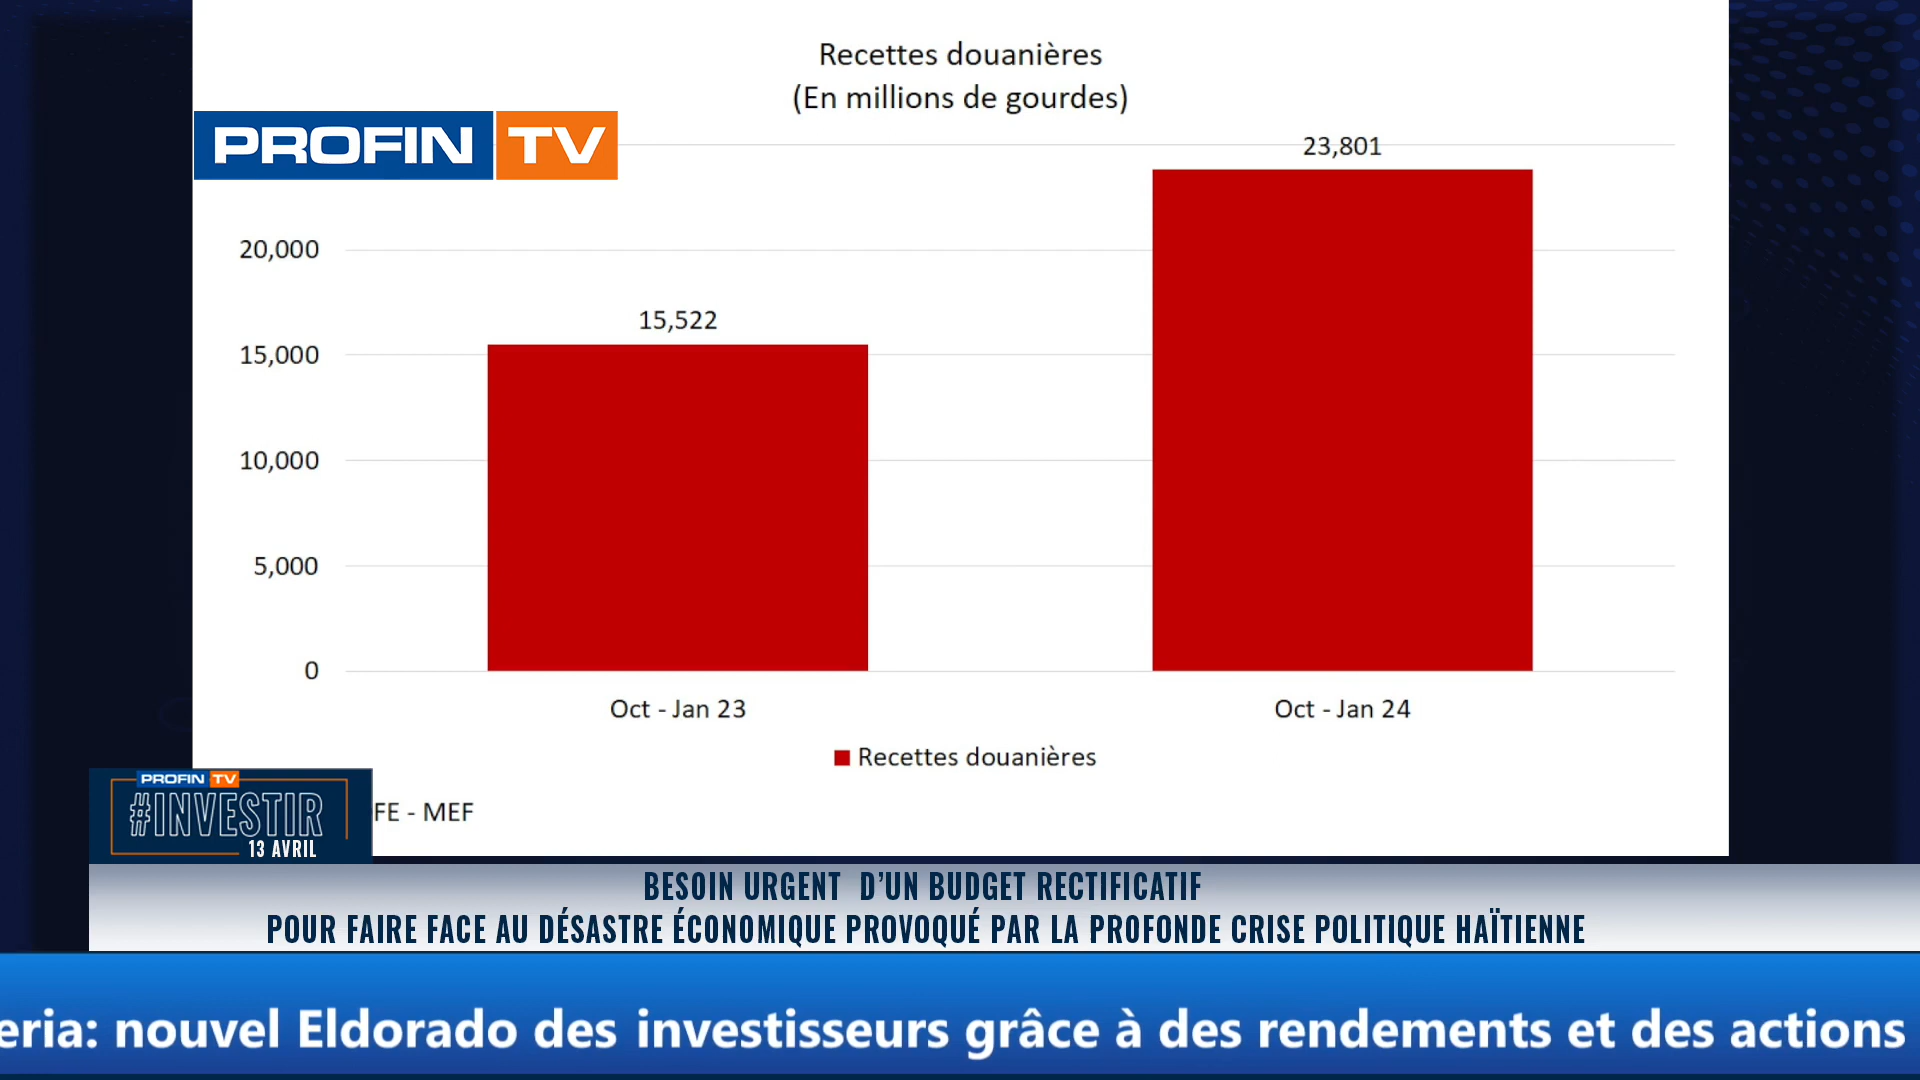 Recettes douanières
(En millions de gourdes)
PROFIN TV
23,801
20,000
15,522
15,000
10,000
5,000
0
Oct - Jan 23
Oct - Jan 24
Recettes douanières
PROFIN TV
#INVESTIR
13 AVRIL
FE - MEF
BESOIN URGENT D’UN BUDGET RECTIFICATIF
POUR FAIRE FACE AU DÉSASTRE ÉCONOMIQUE PROVOQUÉ PAR LA PROFONDE CRISE POLITIQUE HAÏTIENNE
eria: nouvel Eldorado des investisseurs grâce à des rendements et des actions